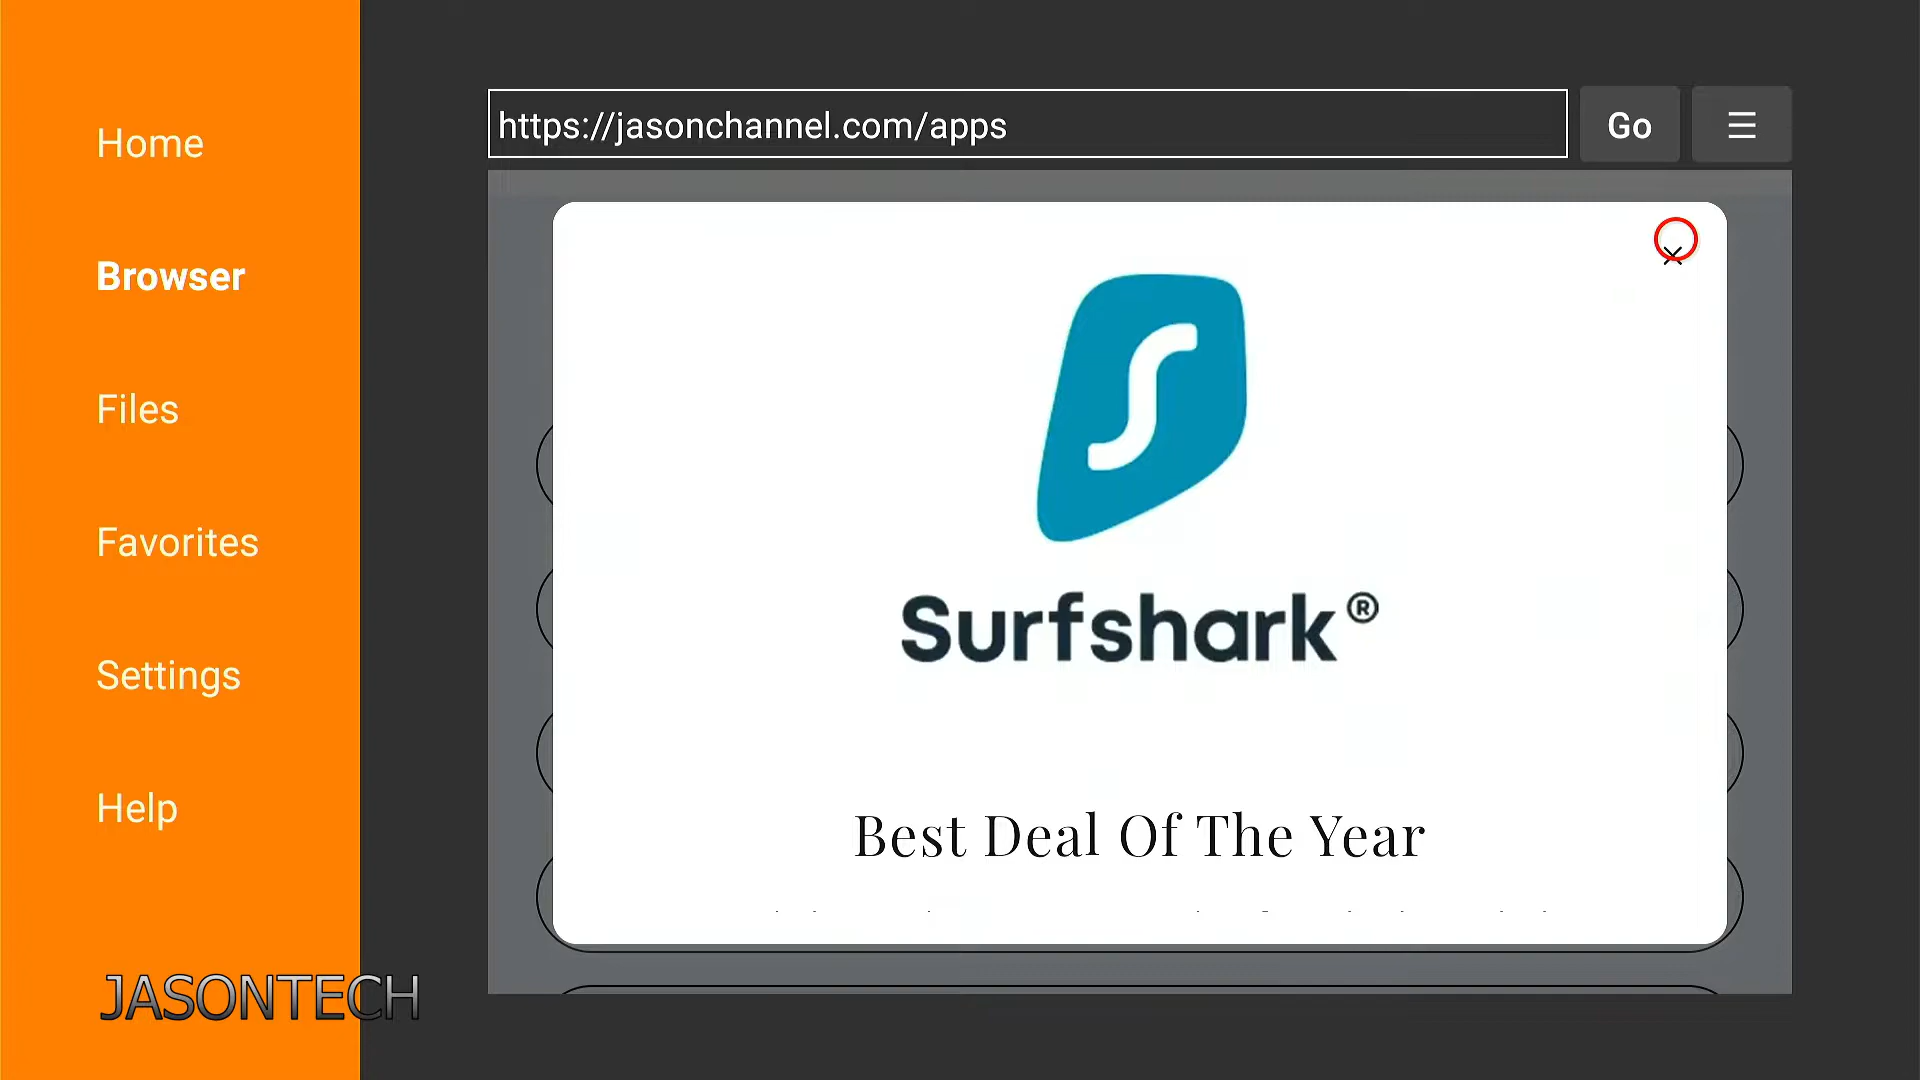 Home
Browser
Files
Favorites
Settings
Help
JASONTECH
https://jasonchannel.com/apps
Go
Surfshark®
Best Deal Of The Year